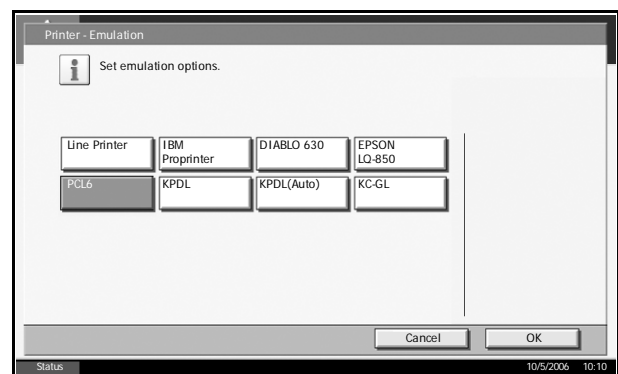 Printer - Emulation
Set emulation options.
Line Printer
IBM
Proprinter
DIABLO 630
EPSON
LQ-850
PCL6
KPDL
KPDL(Auto)
KC-GL
Cancel
OK
Status
10/5/2006 10:10